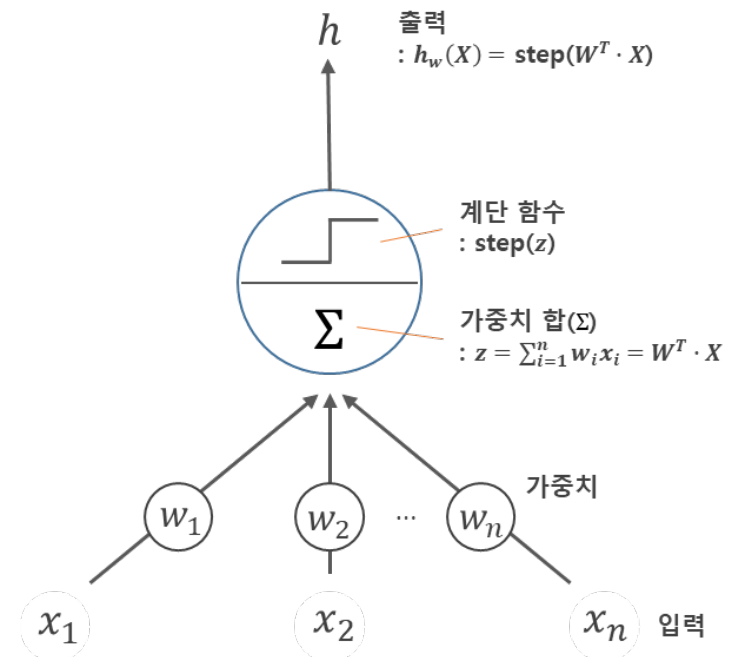 h
출력
: h_w(X) = step(W^T · X)
계단 함수
: step(z)
Σ
가중치 합(Σ)
: z = ∑_{i=1}^{n} w_i x_i = W^T · X
가중치
w_1
w_2
...
w_n
x_1
x_2
x_n
입력